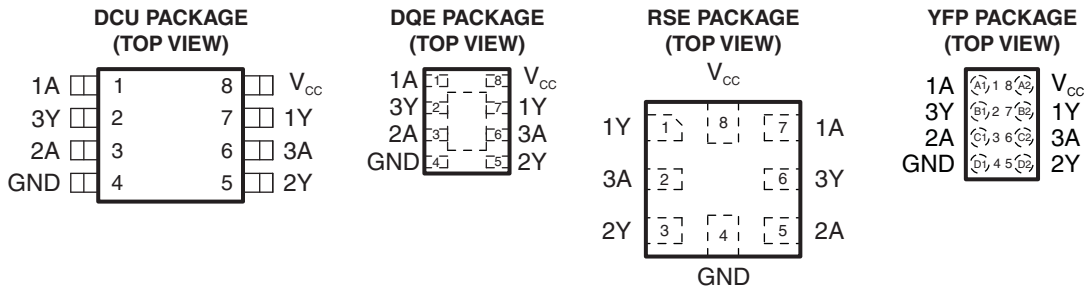 DCU PACKAGE
(TOP VIEW)
1A 1 8 VCC
3Y 2 7 1Y
2A 3 6 3A
GND 4 5 2Y
DQE PACKAGE
(TOP VIEW)
1A 1 8 VCC
3Y 2 7 1Y
2A 3 6 3A
GND 4 5 2Y
RSE PACKAGE
(TOP VIEW)
VCC
1Y 1 8 7 1A
3A 2 6 3Y
2Y 3 4 5 2A
GND
YFP PACKAGE
(TOP VIEW)
1A A1 1 8 A2 VCC
3Y B1 2 7 B2 1Y
2A C1 3 6 C2 3A
GND D1 4 5 D2 2Y